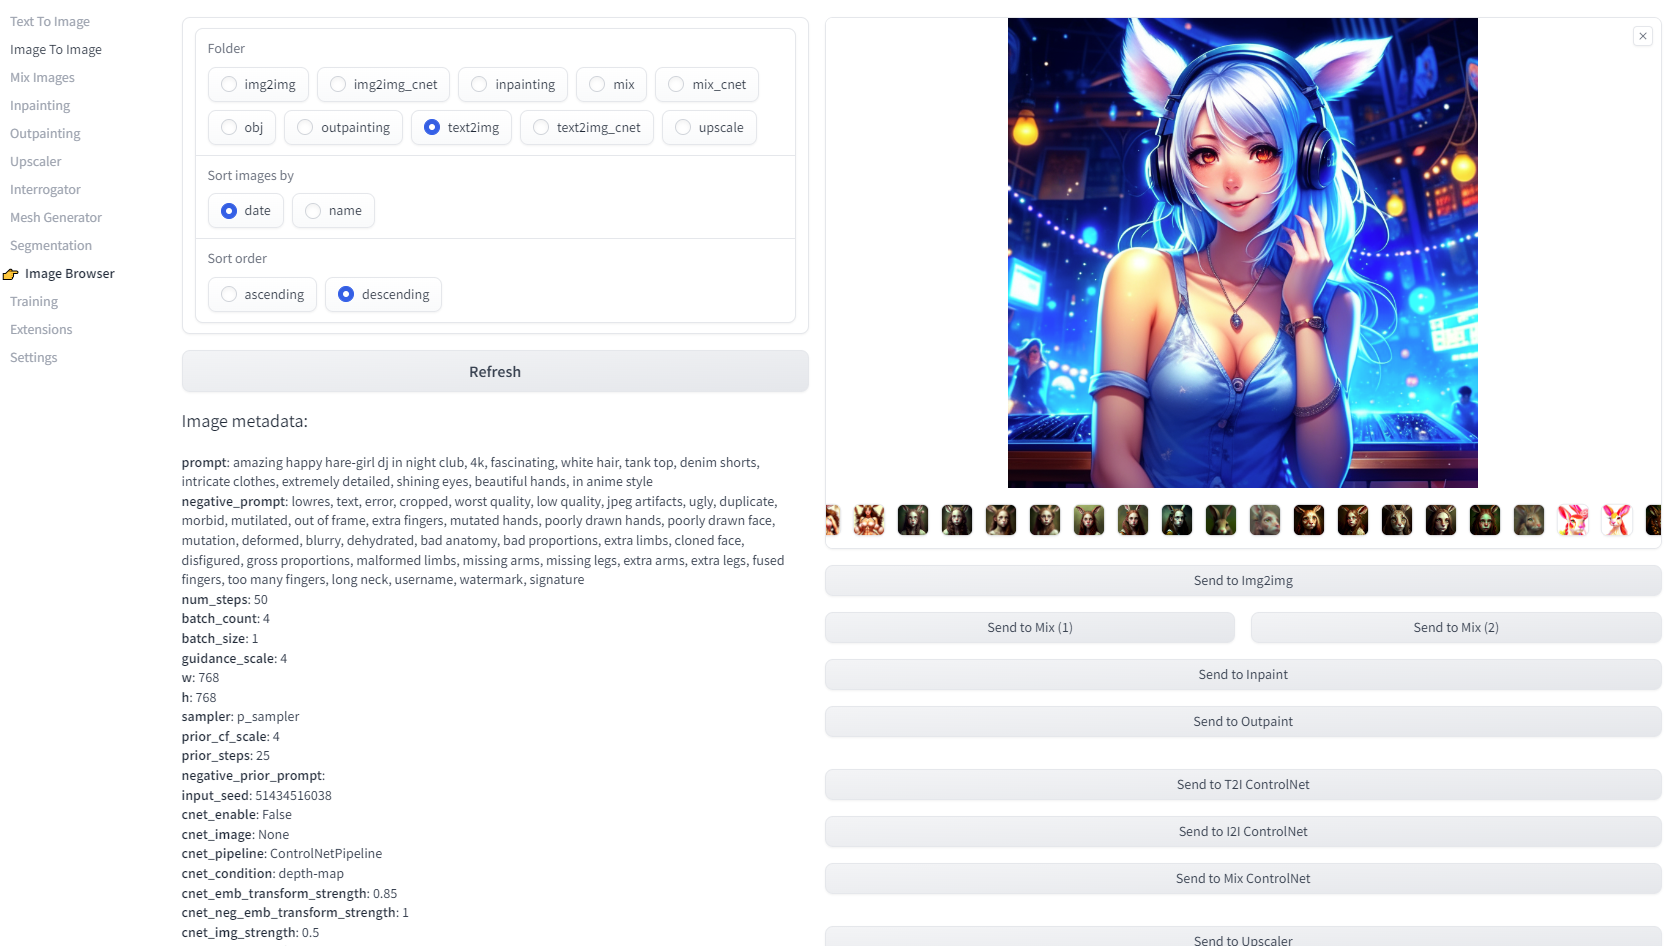 Text To Image
Image To Image
Mix Images
Inpainting
Outpainting
Upscaler
Interrogator
Mesh Generator
Segmentation
Image Browser
Training
Extensions
Settings
Folder
img2img
img2img_cnet
inpainting
mix
mix_cnet
obj
outpainting
text2img
text2img_cnet
upscale
Sort images by
date
name
Sort order
ascending
descending
Refresh
Image metadata:
prompt: amazing happy hare-girl dj in night club, 4k, fascinating, white hair, tank top, denim shorts,
intricate clothes, extremely detailed, shining eyes, beautiful hands, in anime style
negative_prompt: lowres, text, error, cropped, worst quality, low quality, jpeg artifacts, ugly, duplicate,
morbid, mutilated, out of frame, extra fingers, mutated hands, poorly drawn hands, poorly drawn face,
mutation, deformed, blurry, dehydrated, bad anatomy, bad proportions, extra limbs, cloned face,
disfigured, gross proportions, malformed limbs, missing arms, missing legs, extra arms, extra legs, fused
fingers, too many fingers, long neck, username, watermark, signature
num_steps: 50
batch_count: 4
batch_size: 1
guidance_scale: 4
w: 768
h: 768
sampler: p_sampler
prior_cf_scale: 4
prior_steps: 25
negative_prior_prompt:
input_seed: 51434516038
cnet_enable: False
cnet_image: None
cnet_pipeline: ControlNetPipeline
cnet_condition: depth-map
cnet_emb_transform_strength: 0.85
cnet_neg_emb_transform_strength: 1
cnet_img_strength: 0.5
Send to Img2img
Send to Mix (1)
Send to Mix (2)
Send to Inpaint
Send to Outpaint
Send to T2I ControlNet
Send to I2I ControlNet
Send to Mix ControlNet
Send to Upscaler